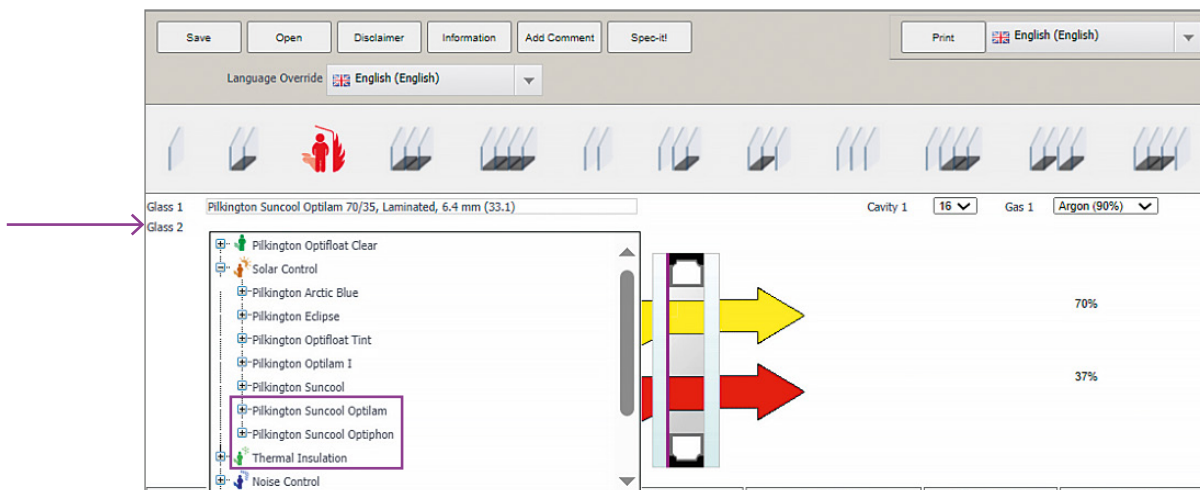 Save Open Disclaimer Information Add Comment Spec-it! Print English (English)
Language Override English (English)
Glass 1 Pilkington Suncool Optilam 70/35, Laminated, 6.4 mm (33.1) Cavity 1 16 Gas 1 Argon (90%)
Glass 2
Pilkington Optifloat Clear
Solar Control
Pilkington Arctic Blue
Pilkington Eclipse
Pilkington Optifloat Tint
Pilkington Optilam I
Pilkington Suncool
Pilkington Suncool Optilam
Pilkington Suncool Optiphon
Thermal Insulation
Noise Control
70%
37%